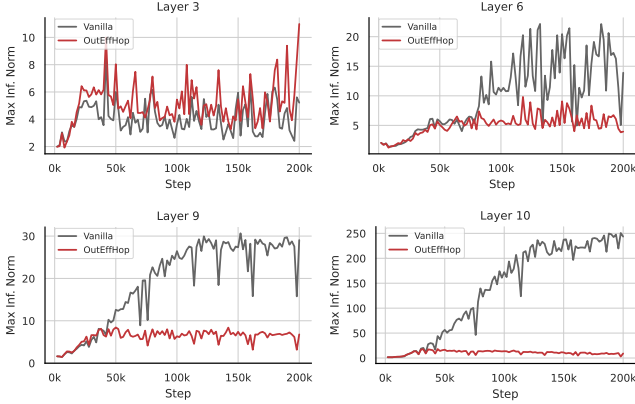 Layer 3
Max Inf. Norm
10
8
6
4
2
Vanilla
OutEffHop
0k 50k 100k 150k 200k
Step
Layer 6
Max Inf. Norm
20
15
10
5
Vanilla
OutEffHop
0k 50k 100k 150k 200k
Step
Layer 9
Max Inf. Norm
30
20
10
0
Vanilla
OutEffHop
0k 50k 100k 150k 200k
Step
Layer 10
Max Inf. Norm
250
200
150
100
50
0
Vanilla
OutEffHop
0k 50k 100k 150k 200k
Step